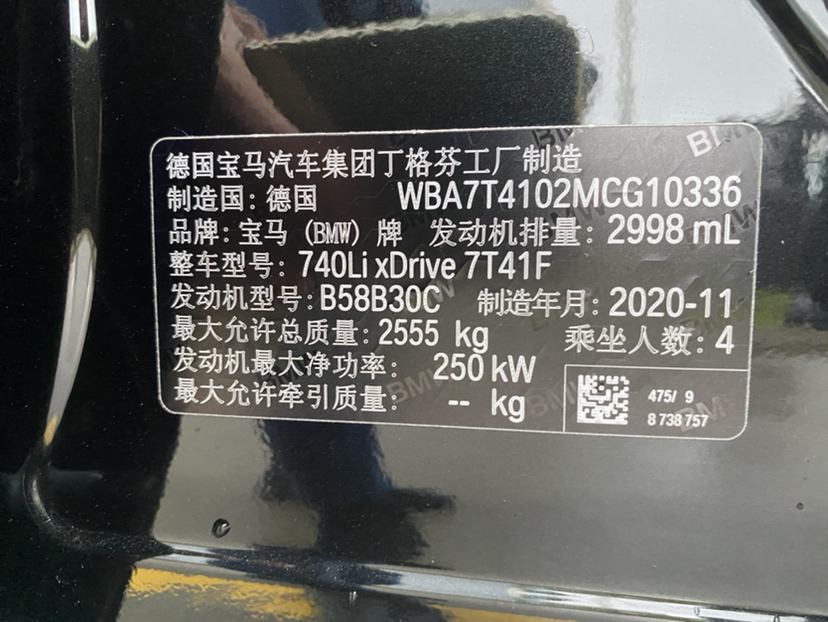 德国宝马汽车集团丁格芬工厂制造
制造国：德国 WBA7T4102MCG10336
品牌：宝马（BMW）牌 发动机排量：2998 mL
整车型号：740Li xDrive 7T41F
发动机型号：B58B30C 制造年月：2020-11
最大允许总质量：2555 kg 乘坐人数：4
发动机最大净功率： 250 kW
最大允许牵引质量： -- kg
475/ 9
8 738 757